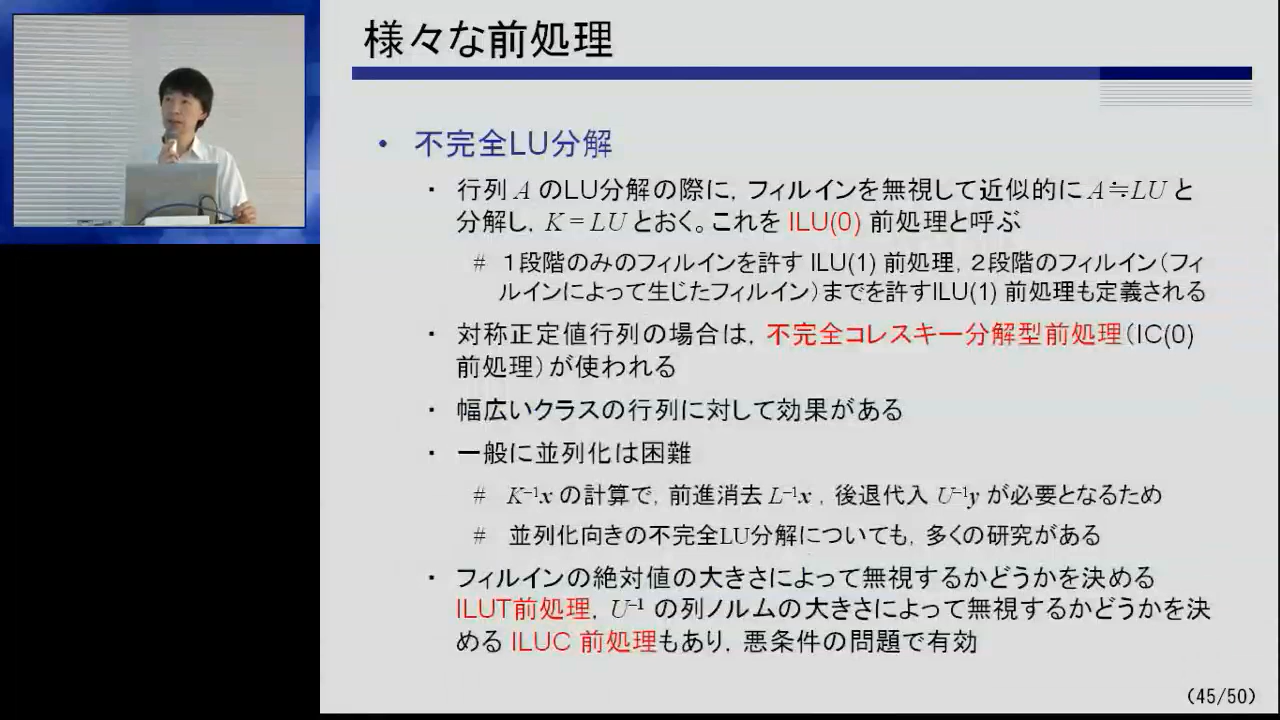 様々な前処理
• 不完全LU分解
・ 行列 A のLU分解の際に，フィルインを無視して近似的に A≒LU と
分解し，K = LU とおく。これを ILU(0) 前処理と呼ぶ
# １段階のみのフィルインを許す ILU(1) 前処理，２段階のフィルイン（フィ
ルインによって生じたフィルイン）までを許すILU(1) 前処理も定義される
・ 対称正定値行列の場合は，不完全コレスキー分解型前処理（IC(0)
前処理）が使われる
・ 幅広いクラスの行列に対して効果がある
・ 一般に並列化は困難
# K⁻¹x の計算で，前進消去 L⁻¹x ，後退代入 U⁻¹y が必要となるため
# 並列化向きの不完全LU分解についても，多くの研究がある
・ フィルインの絶対値の大きさによって無視するかどうかを決める
ILUT前処理，U⁻¹ の列ノルムの大きさによって無視するかどうかを決
める ILUC 前処理もあり，悪条件の問題で有効
（45/50）